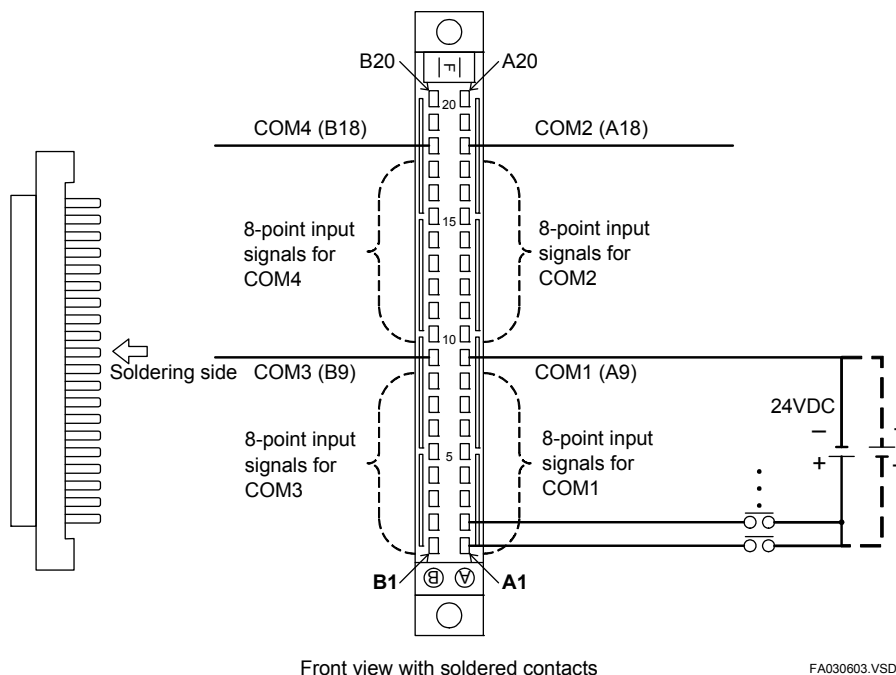 B20
A20
F
20
COM4 (B18)
COM2 (A18)
15
8-point input
signals for
COM4
8-point input
signals for
COM2
10
Soldering side
COM3 (B9)
COM1 (A9)
24VDC
–
+
8-point input
signals for
COM3
5
8-point input
signals for
COM1
B1
B
A
A1
Front view with soldered contacts
FA030603.VSD